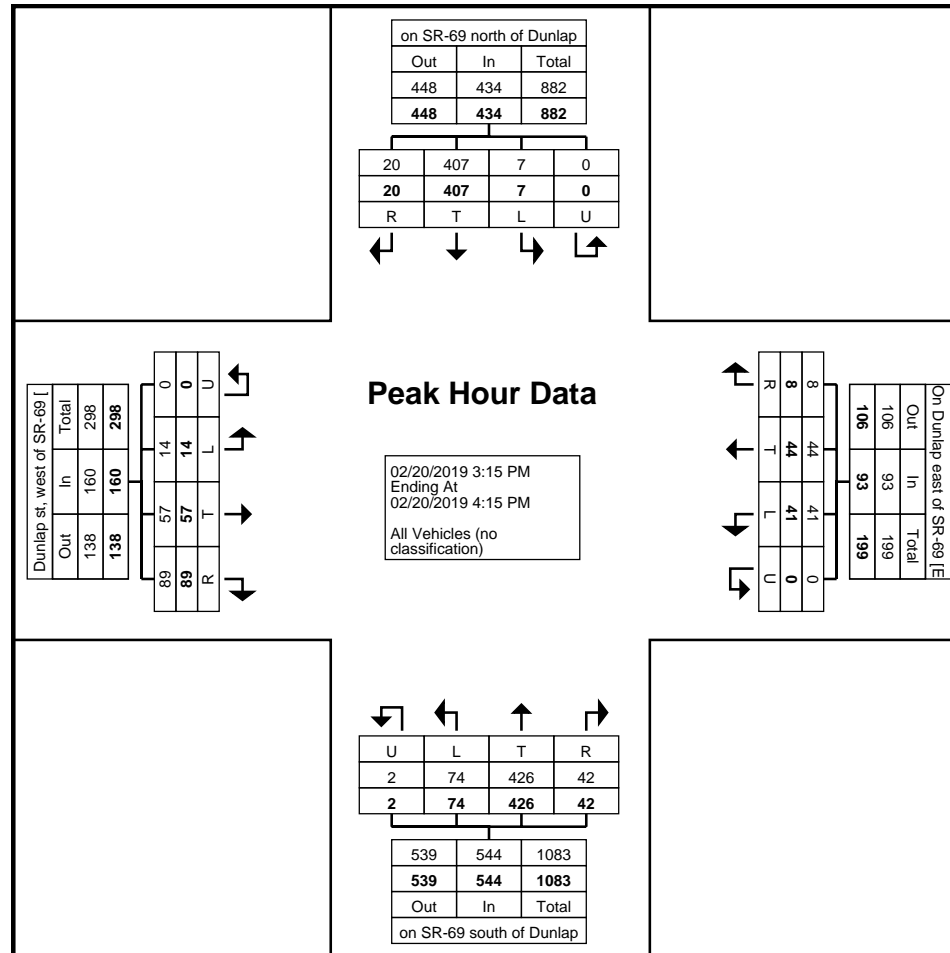 on SR-69 north of Dunlap
Out In Total
448 434 882
448 434 882
20 407 7 0
20 407 7 0
R T L U
Peak Hour Data
02/20/2019 3:15 PM
Ending At
02/20/2019 4:15 PM
All Vehicles (no
classification)
Dunlap st, west of SR-69 [
Out In Total
138 160 298
138 160 298
89 57 14 0
89 57 14 0
R T L U
On Dunlap east of SR-69 [E
Out In Total
106 93 199
106 93 199
8 44 41 0
8 44 41 0
R T L U
U L T R
2 74 426 42
2 74 426 42
539 544 1083
539 544 1083
Out In Total
on SR-69 south of Dunlap